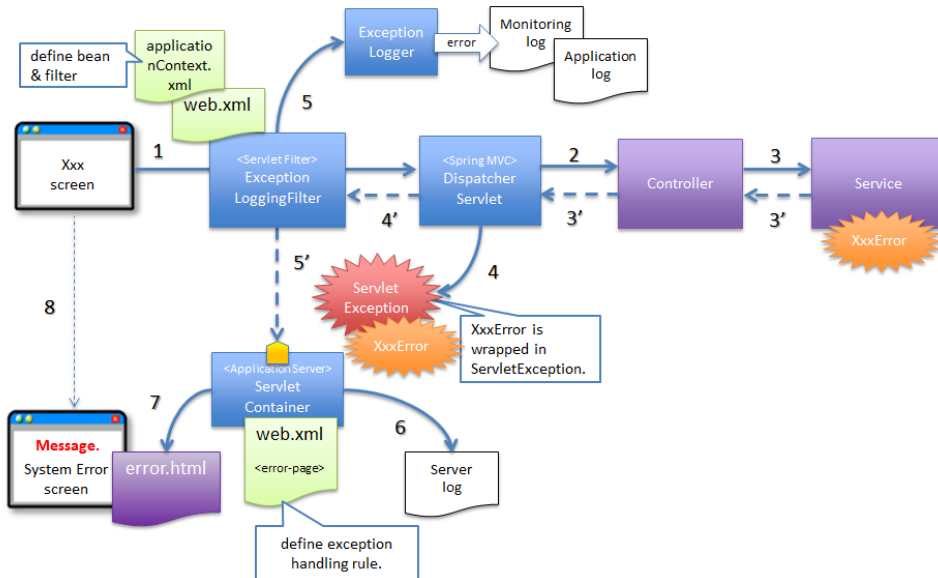 define bean
& filter
applicatio
nContext.
xml
web.xml
Exception
Logger
error
Monitoring
log
Application
log
5
Xxx
screen
1
<Servlet Filter>
Exception
LoggingFilter
4’
<Spring MVC>
Dispatcher
Servlet
2
3’
Controller
3
3’
Service
XxxError
8
5’
4
Servlet
Exception
XxxError
XxxError is
wrapped in
ServletException.
<Application Server>
Servlet
Container
7
6
web.xml
<error-page>
Message.
System Error
screen
error.html
Server
log
define exception
handling rule.